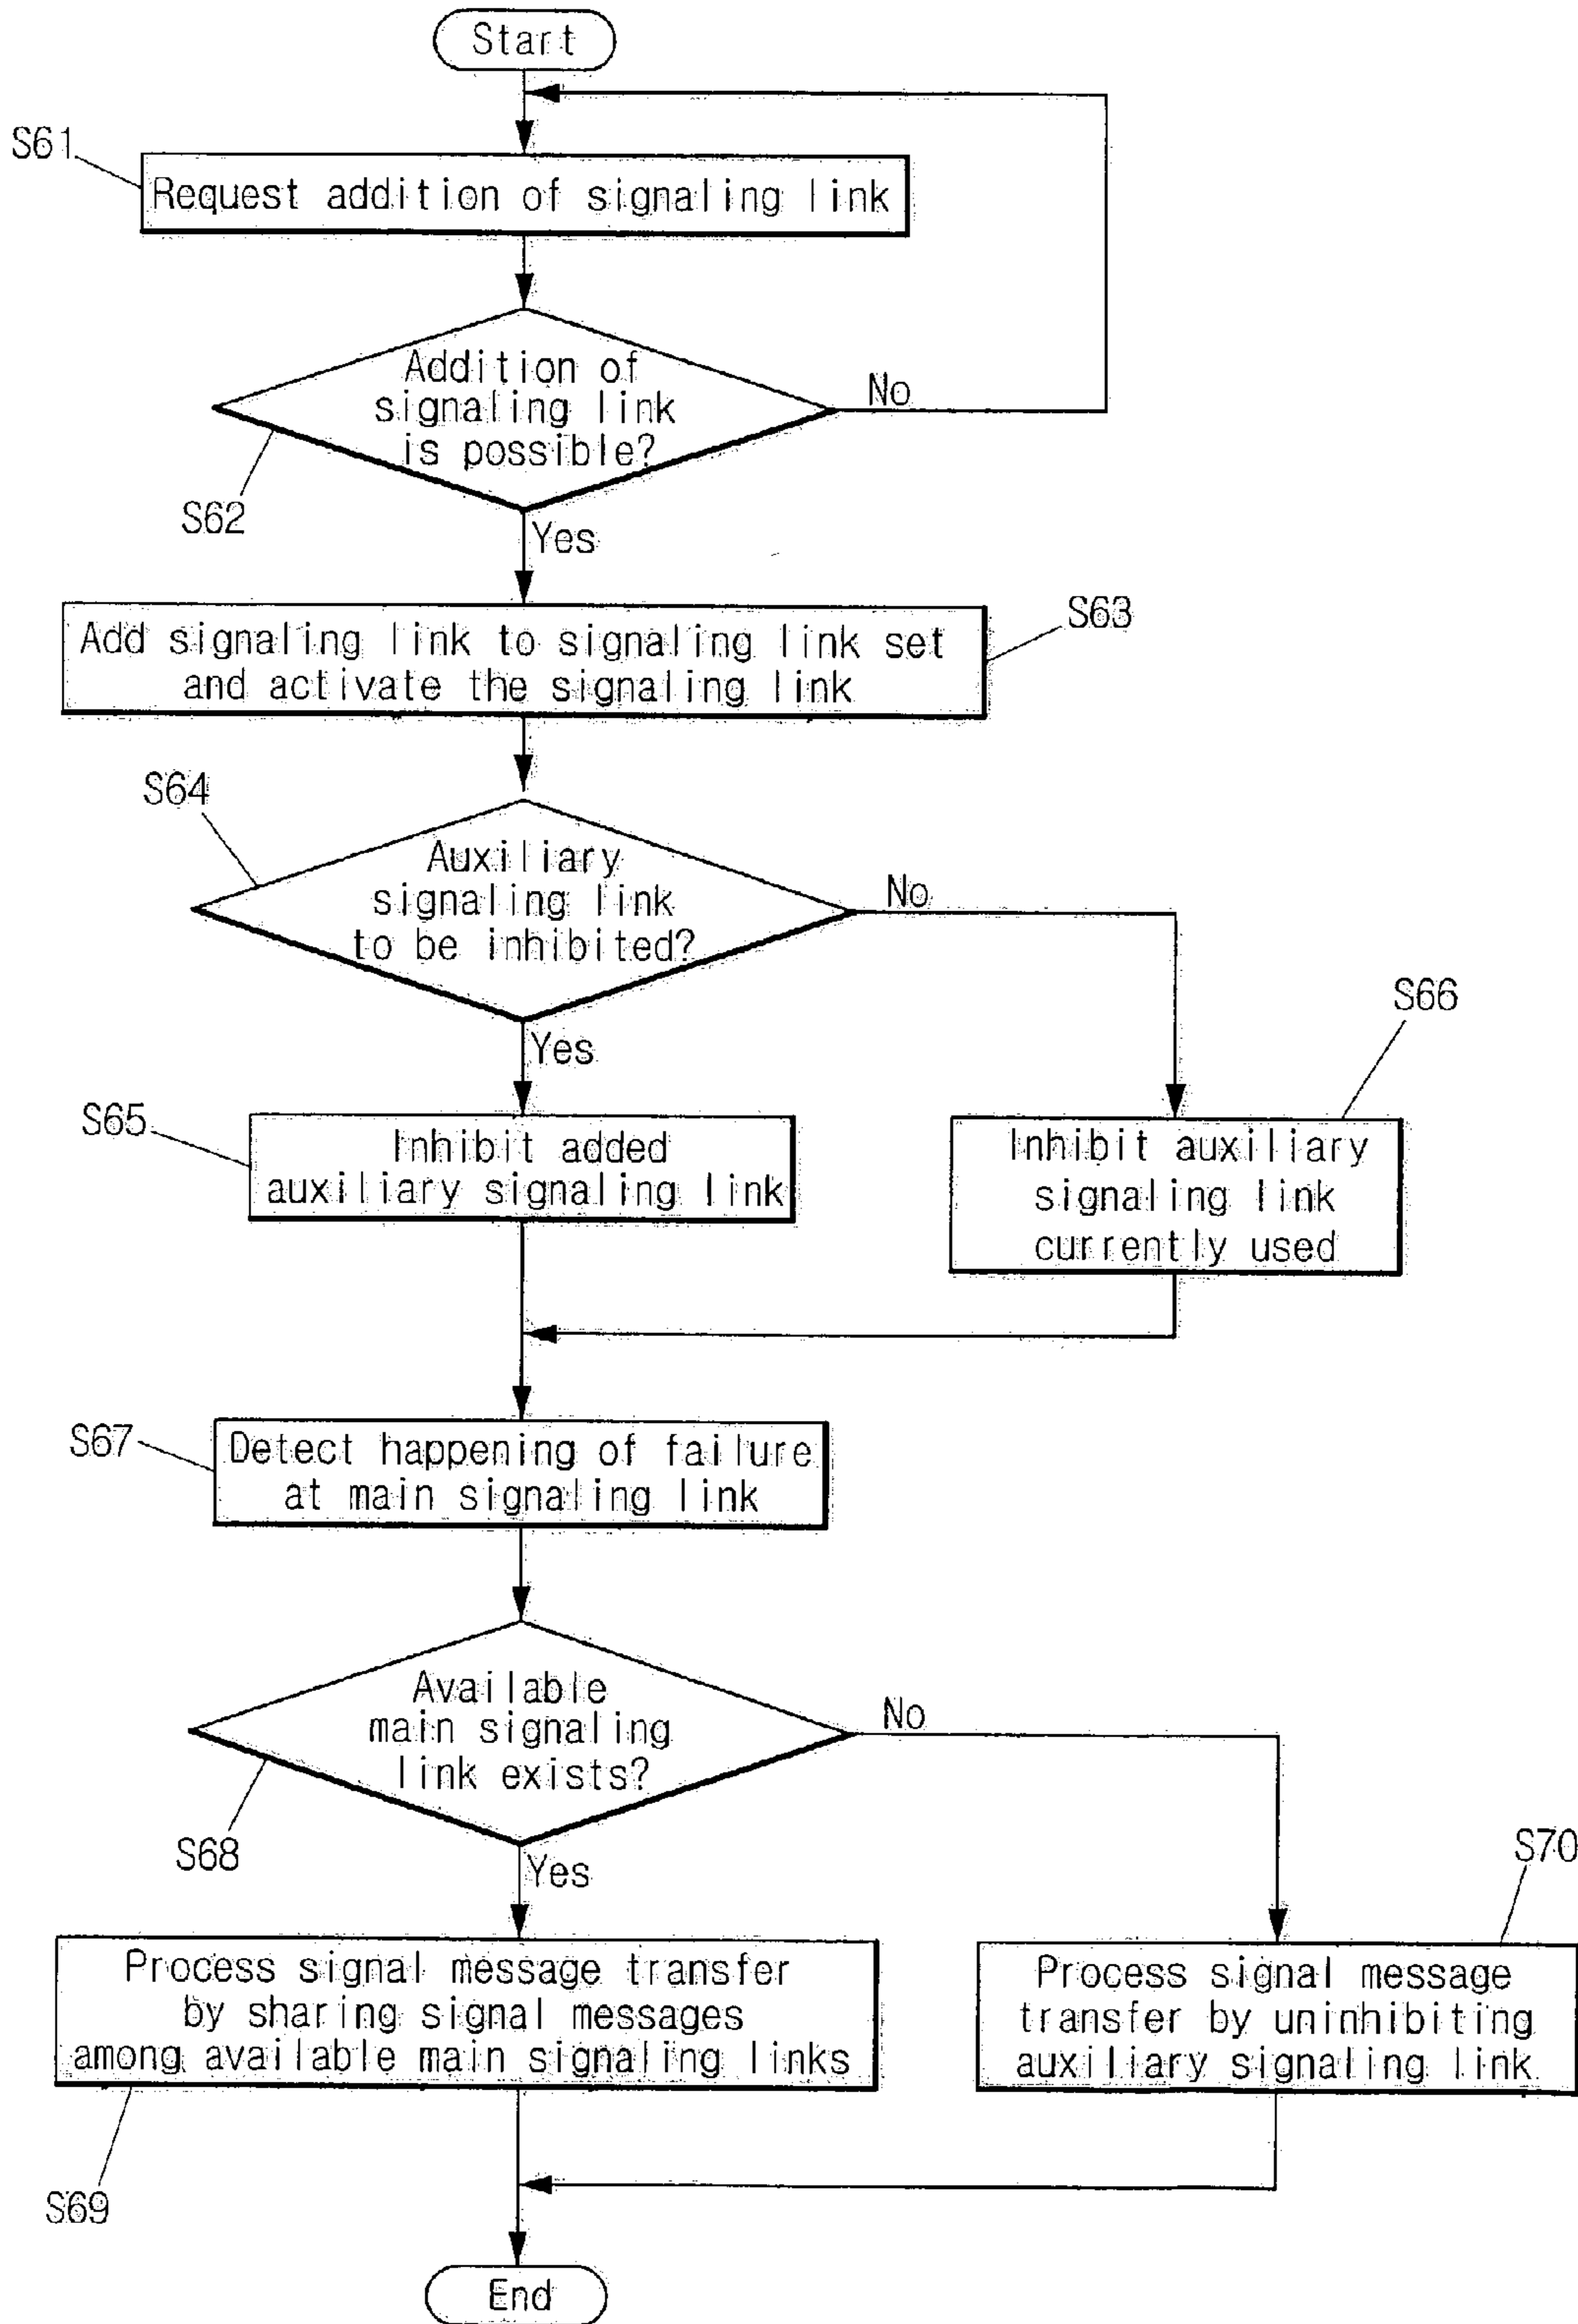 Start
S61
Request addition of signaling link
Addition of
signaling link
is possible?
No
S62
Yes
Add signaling link to signaling link set
and activate the signaling link
S63
S64
Auxiliary
signaling link
to be inhibited?
No
Yes
S66
S65
Inhibit added
auxiliary signaling link
Inhibit auxiliary
signaling link
currently used
S67
Detect happening of failure
at main signaling link
Available
main signaling
link exists?
No
S68
Yes
S70
Process signal message transfer
by sharing signal messages
among available main signaling links
Process signal message
transfer by uninhibiting
auxiliary signaling link
S69
End